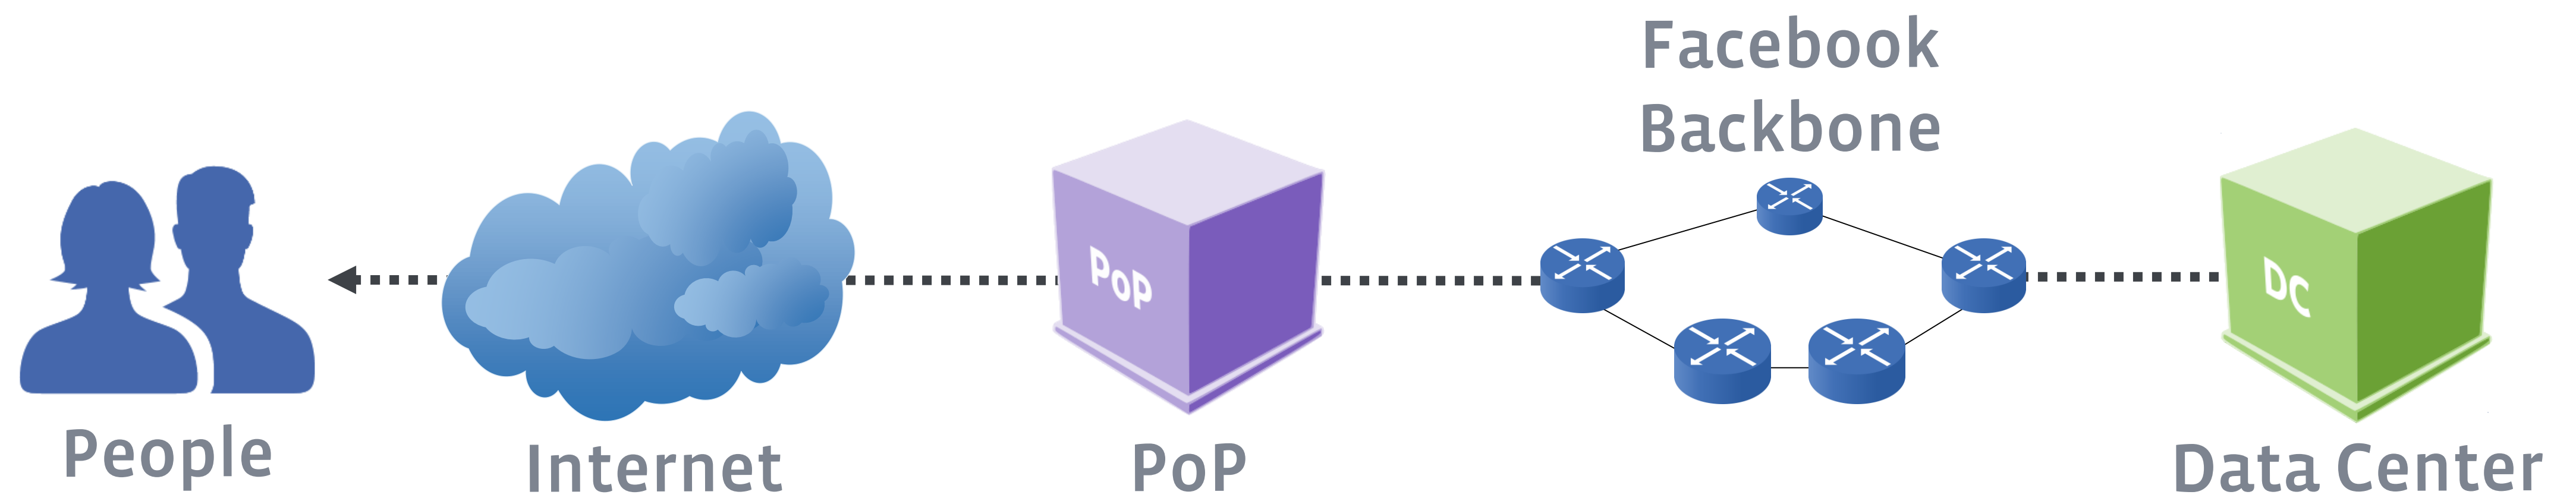 Facebook
Backbone
PoP
DC
People
Internet
PoP
Data Center